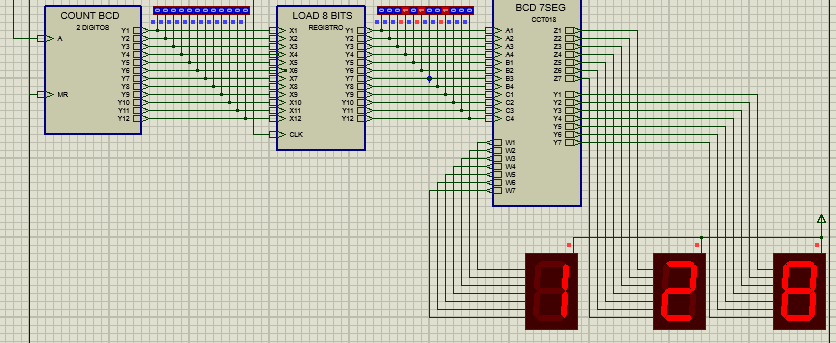 COUNT BCD
2 DIGITOS
A
MR
Y1
Y2
Y3
Y4
Y5
Y6
Y7
Y8
Y9
Y10
Y11
Y12
LOAD 8 BITS
REGISTRO
X1
X2
X3
X4
X5
X6
X7
X8
X9
X10
X11
X12
CLK
Y1
Y2
Y3
Y4
Y5
Y6
Y7
Y8
Y9
Y10
Y11
Y12
BCD 7SEG
CCT018
A1
A2
A3
A4
B1
B2
B3
B4
C1
C2
C3
C4
W1
W2
W3
W4
W5
W6
W7
Z1
Z2
Z3
Z4
Z5
Z6
Z7
Y1
Y2
Y3
Y4
Y5
Y6
Y7
1 2 8